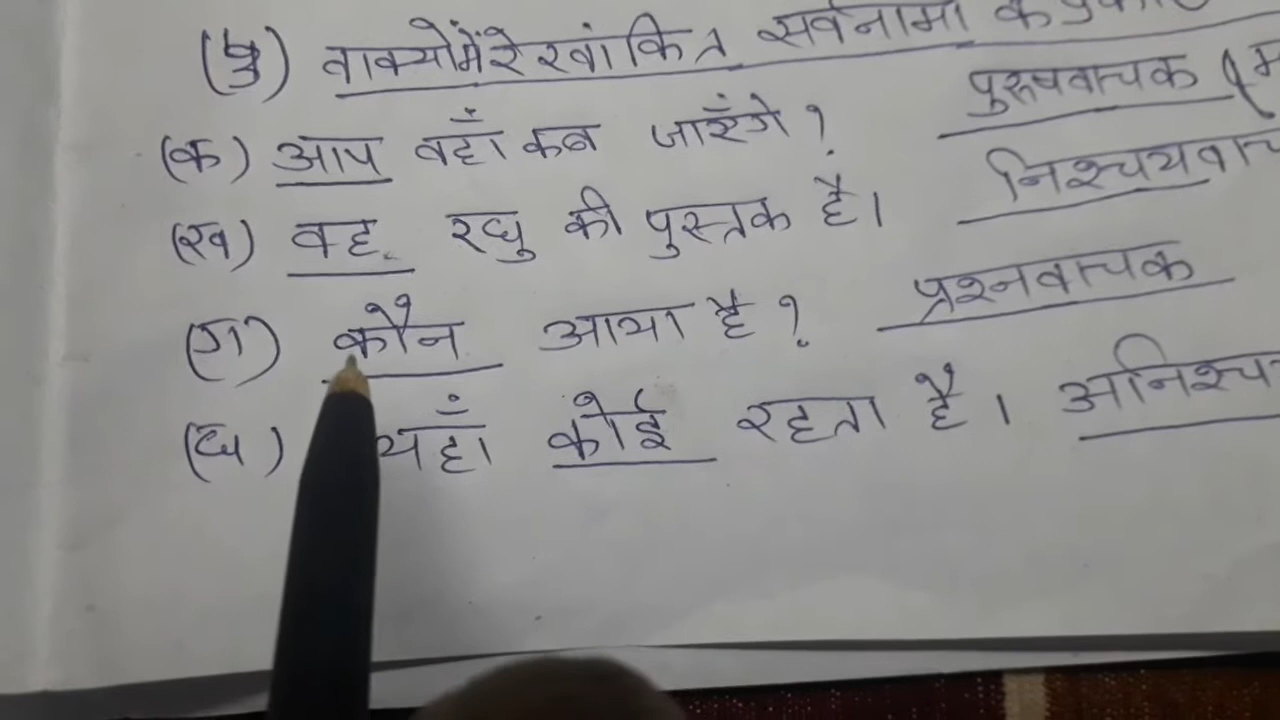 (5) वाक्यों में रेखांकित सर्वनामों के
(क) आप वहाँ कब जाएँगे? पुरूषवाचक (म
(ख) वह रघु की पुस्तक है। निश्चयवाच
(ग) कौन आया है? प्रश्नवाचक
(घ) यहाँ कोई रहता है। अनिश्च